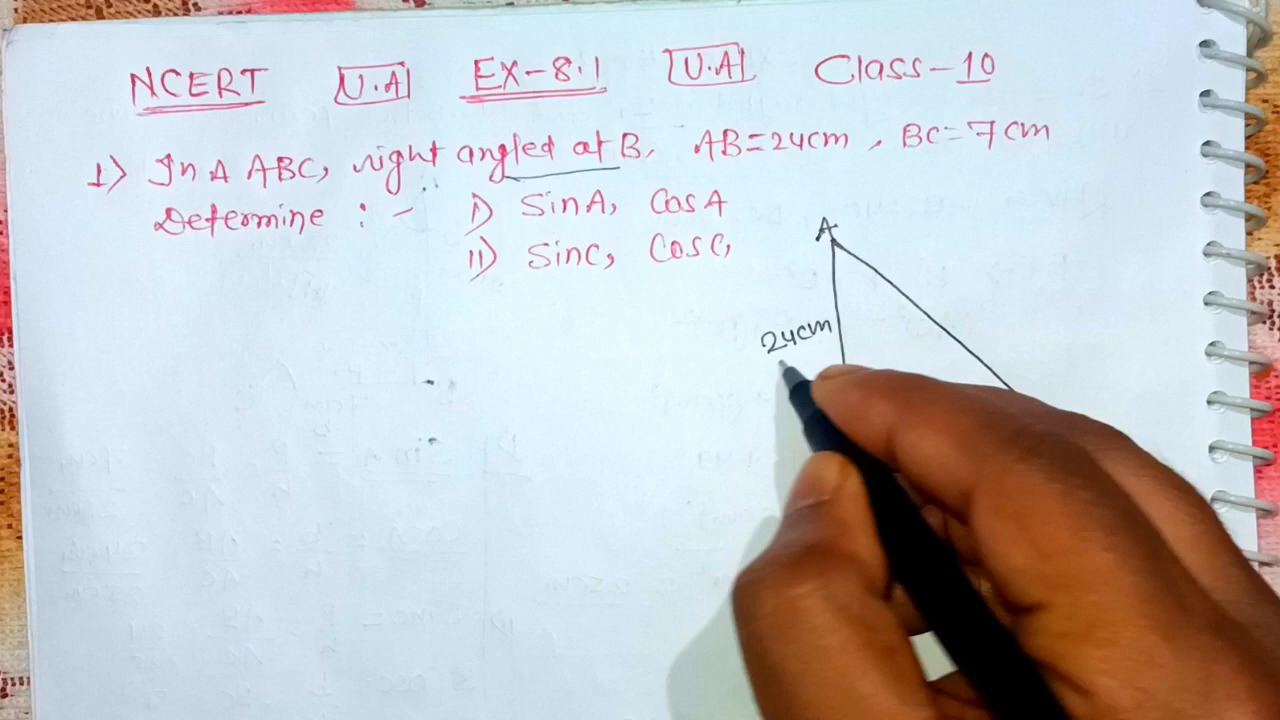 NCERT U.A EX-8.1 U.A Class-10
1) In Δ ABC, right angled at B, AB=24cm, BC=7cm
Determine :- i) SinA, CosA
ii) Sinc, Cosc,
A
24cm